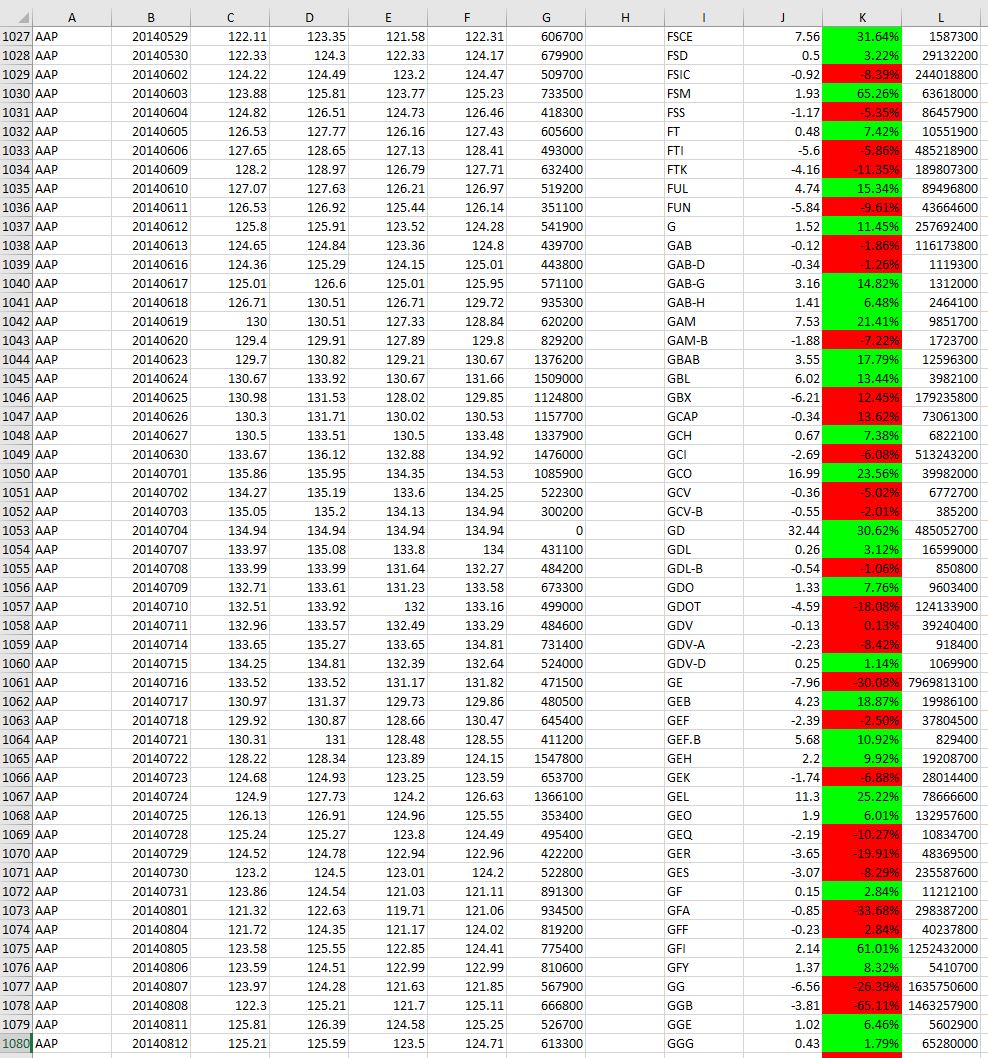 A B C D E F G H I J K L
1027 AAP 20140529 122.11 123.35 121.58 122.31 606700 FSCE 7.56 31.64% 1587300
1028 AAP 20140530 122.33 124.3 122.33 124.17 679900 FSD 0.5 3.22% 29132200
1029 AAP 20140602 124.22 124.49 123.2 124.47 509700 FSIC -0.92 -8.39% 244018800
1030 AAP 20140603 123.88 125.81 123.77 125.23 733500 FSM 1.93 65.26% 63618000
1031 AAP 20140604 124.82 126.51 124.73 126.46 418300 FSS -1.17 -5.35% 86457900
1032 AAP 20140605 126.53 127.77 126.16 127.43 605600 FT 0.48 7.42% 10551900
1033 AAP 20140606 127.65 128.65 127.13 128.41 493000 FTI -5.6 -5.86% 485218900
1034 AAP 20140609 128.2 128.97 126.79 127.71 632400 FTK -4.16 -11.35% 189807300
1035 AAP 20140610 127.07 127.63 126.21 126.97 519200 FUL 4.74 15.34% 89496800
1036 AAP 20140611 126.53 126.92 125.44 126.14 351100 FUN -5.84 -9.61% 43664600
1037 AAP 20140612 125.8 125.91 123.52 124.28 541900 G 1.52 11.45% 257692400
1038 AAP 20140613 124.65 124.84 123.36 124.8 439700 GAB -0.12 -1.86% 116173800
1039 AAP 20140616 124.36 125.29 124.15 125.01 443800 GAB-D -0.34 -1.26% 1119300
1040 AAP 20140617 125.01 126.6 125.01 125.95 571100 GAB-G 3.16 14.82% 1312000
1041 AAP 20140618 126.71 130.51 126.71 129.72 935300 GAB-H 1.41 6.48% 2464100
1042 AAP 20140619 130 130.51 127.33 128.84 620200 GAM 7.53 21.41% 9851700
1043 AAP 20140620 129.4 129.91 127.89 129.8 829200 GAM-B -1.88 -7.22% 1723700
1044 AAP 20140623 129.7 130.82 129.21 130.67 1376200 GBAB 3.55 17.79% 12596300
1045 AAP 20140624 130.67 133.92 130.67 131.66 1509000 GBL 6.02 13.44% 3982100
1046 AAP 20140625 130.98 131.53 128.02 129.85 1124800 GBX -6.21 12.45% 179235800
1047 AAP 20140626 130.3 131.71 130.02 130.53 1157700 GCAP -0.34 13.62% 73061300
1048 AAP 20140627 130.5 133.51 130.5 133.48 1337900 GCH 0.67 7.38% 6822100
1049 AAP 20140630 133.67 136.12 132.88 134.92 1476000 GCI -2.69 -6.08% 513243200
1050 AAP 20140701 135.86 135.95 134.35 134.53 1085900 GCO 16.99 23.56% 39982000
1051 AAP 20140702 134.27 135.19 133.6 134.25 522300 GCV -0.36 -5.02% 6772700
1052 AAP 20140703 135.05 135.2 134.13 134.94 300200 GCV-B -0.55 -2.01% 385200
1053 AAP 20140704 134.94 134.94 134.94 134.94 0 GD 32.44 30.62% 485052700
1054 AAP 20140707 133.97 135.08 133.8 134 431100 GDL 0.26 3.12% 16599000
1055 AAP 20140708 133.99 133.99 131.64 132.27 484200 GDL-B -0.54 -1.06% 850800
1056 AAP 20140709 132.71 133.61 131.23 133.58 673300 GDO 1.33 7.76% 9603400
1057 AAP 20140710 132.51 133.92 132 133.16 499000 GDOT -4.59 -18.08% 124133900
1058 AAP 20140711 132.96 133.57 132.49 133.29 484600 GDV -0.13 0.13% 39240400
1059 AAP 20140714 133.65 135.27 133.65 134.81 731400 GDV-A -2.23 -8.42% 918400
1060 AAP 20140715 134.25 134.81 132.39 132.64 524000 GDV-D 0.25 1.14% 1069900
1061 AAP 20140716 133.52 133.52 131.17 131.82 471500 GE -7.96 -30.08% 7969813100
1062 AAP 20140717 130.97 131.37 129.73 129.86 480500 GEB 4.23 18.87% 19986100
1063 AAP 20140718 129.92 130.87 128.66 130.47 645400 GEF -2.39 -2.50% 37804500
1064 AAP 20140721 130.31 131 128.48 128.55 411200 GEF.B 5.68 10.92% 829400
1065 AAP 20140722 128.22 128.34 123.89 124.15 1547800 GEH 2.2 9.92% 19208700
1066 AAP 20140723 124.68 124.93 123.25 123.59 653700 GEK -1.74 -6.88% 28014400
1067 AAP 20140724 124.9 127.73 124.2 126.63 1366100 GEL 11.3 25.22% 78666600
1068 AAP 20140725 126.13 126.91 124.96 125.55 353400 GEO 1.9 6.01% 132957600
1069 AAP 20140728 125.24 125.27 123.8 124.49 495400 GEQ -2.19 -10.27% 10834700
1070 AAP 20140729 124.52 124.78 122.94 122.96 422200 GER -3.65 -19.91% 48369500
1071 AAP 20140730 123.2 124.5 123.01 124.2 522800 GES -3.07 -8.29% 235587600
1072 AAP 20140731 123.86 124.54 121.03 121.11 891300 GF 0.15 2.84% 11212100
1073 AAP 20140801 121.32 122.63 119.71 121.06 934500 GFA -0.85 -33.68% 298387200
1074 AAP 20140804 121.72 124.35 121.17 124.02 819200 GFF -0.23 2.84% 40237800
1075 AAP 20140805 123.58 125.55 122.85 124.41 775400 GFI 2.14 61.01% 1252432000
1076 AAP 20140806 123.59 124.51 122.99 122.99 810600 GFY 1.37 8.32% 5410700
1077 AAP 20140807 123.97 124.28 121.63 121.85 567900 GG -6.56 -26.39% 1635750600
1078 AAP 20140808 122.3 125.21 121.7 125.11 666800 GGB -3.81 -65.11% 1463257900
1079 AAP 20140811 125.81 126.39 124.58 125.25 526700 GGE 1.02 6.46% 5602900
1080 AAP 20140812 125.21 125.59 123.5 124.71 613300 GGG 0.43 1.79% 65280000